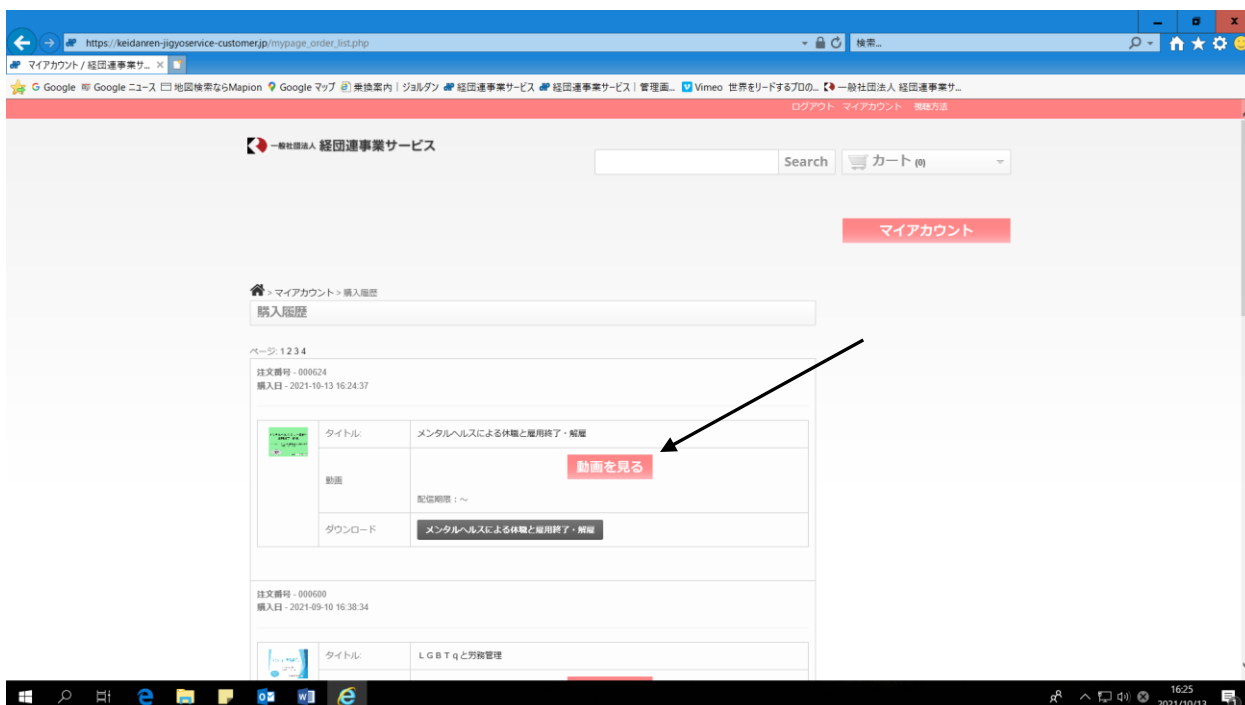 https://keidanren-jigyoservice-customer.jp/mypage_order_list.php
検索...
マイアカウント / 経団連事業サ...
Google
Google ニュース
地図検索ならMapion
Google マップ
乗換案内｜ジョルダン
経団連事業サービス
経団連事業サービス｜管理画...
Vimeo 世界をリードするプロの...
一般社団法人 経団連事業サ...
ログアウト マイアカウント 視聴方法
一般社団法人 経団連事業サービス
Search
カート (0)
マイアカウント
> マイアカウント > 購入履歴
購入履歴
ページ: 1 2 3 4
注文番号 - 000624
購入日 - 2021-10-13 16:24:37
タイトル: メンタルヘルスによる休職と雇用終了・解雇
動画を見る
動画
配信期限：～
ダウンロード メンタルヘルスによる休職と雇用終了・解雇
注文番号 - 000600
購入日 - 2021-09-10 16:38:34
タイトル: ＬＧＢＴｑと労務管理
16:25
2021/10/13